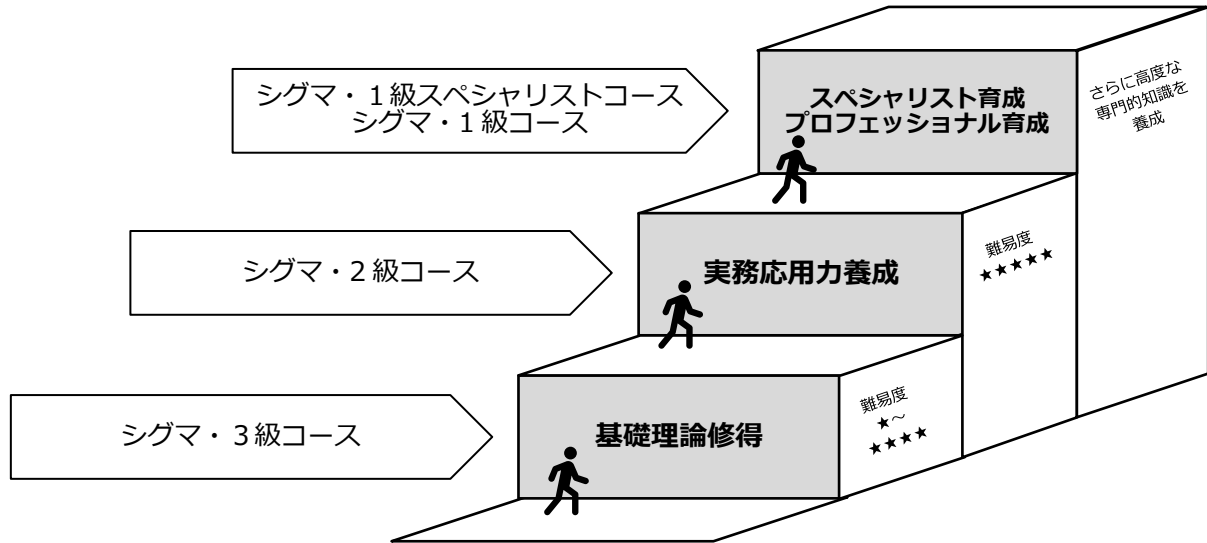 シグマ・１級スペシャリストコース
シグマ・１級コース
スペシャリスト育成
プロフェッショナル育成
さらに高度な
専門的知識を
養成
シグマ・２級コース
実務応用力養成
難易度
★★★★★
シグマ・３級コース
基礎理論修得
難易度
★～
★★★★